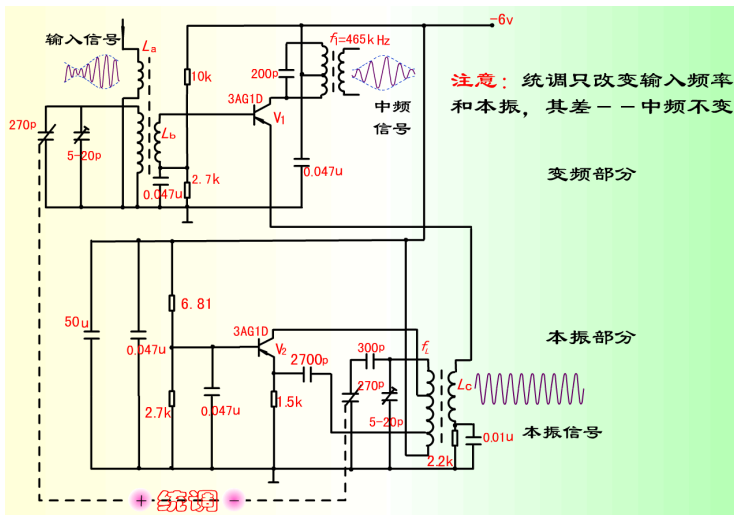 -6v
输入信号
La
f₁=465kHz
10k
200p
3AG1D
中频
信号
V₁
270p
5-20p
Lb
2.7k
0.047u
0.047u
注意：统调只改变输入频率
和本振，其差--中频不变
变频部分
6.81
50u
0.047u
3AG1D
V₂
2700p
300p
fL
270p
Lc
本振部分
2.7k
0.047u
1.5k
5-20p
本振信号
0.01u
2.2k
+ 统调 -